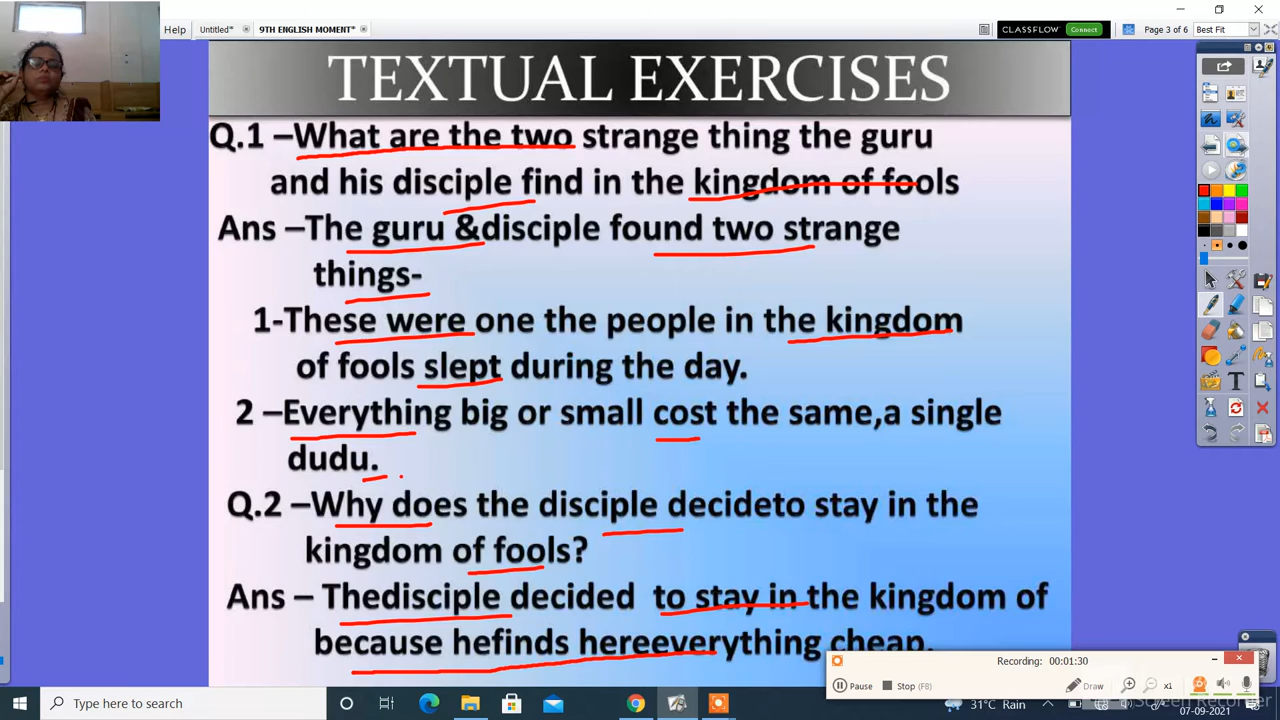 Help
Untitled*
9TH ENGLISH MOMENT*
CLASSFLOW
Connect
Page 3 of 6
Best Fit
TEXTUAL EXERCISES
Q.1 –What are the two strange thing the guru
and his disciple find in the kingdom of fools
Ans –The guru &disciple found two strange
things-
1-These were one the people in the kingdom
of fools slept during the day.
2 –Everything big or small cost the same,a single
dudu.
Q.2 –Why does the disciple decideto stay in the
kingdom of fools?
Ans – Thedisciple decided to stay in the kingdom of
because hefinds hereeverything cheap.
Recording: 00:01:30
Pause
Stop (F8)
Draw
x1
Type here to search
31°C Rain
07-09-2021